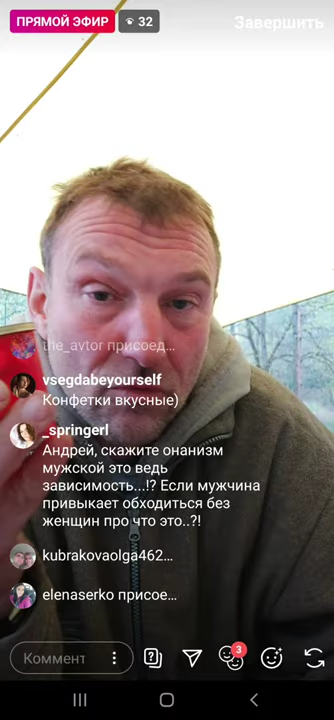 ПРЯМОЙ ЭФИР
32
Завершить
the_avtor присоед...
vsegdabeyourself
Конфетки вкусные)
_springerl
Андрей, скажите онанизм
мужской это ведь
зависимость...!? Если мужчина
привыкает обходиться без
женщин про что это..?!
kubrakovaolga462...
elenaserko присое...
Коммент
3